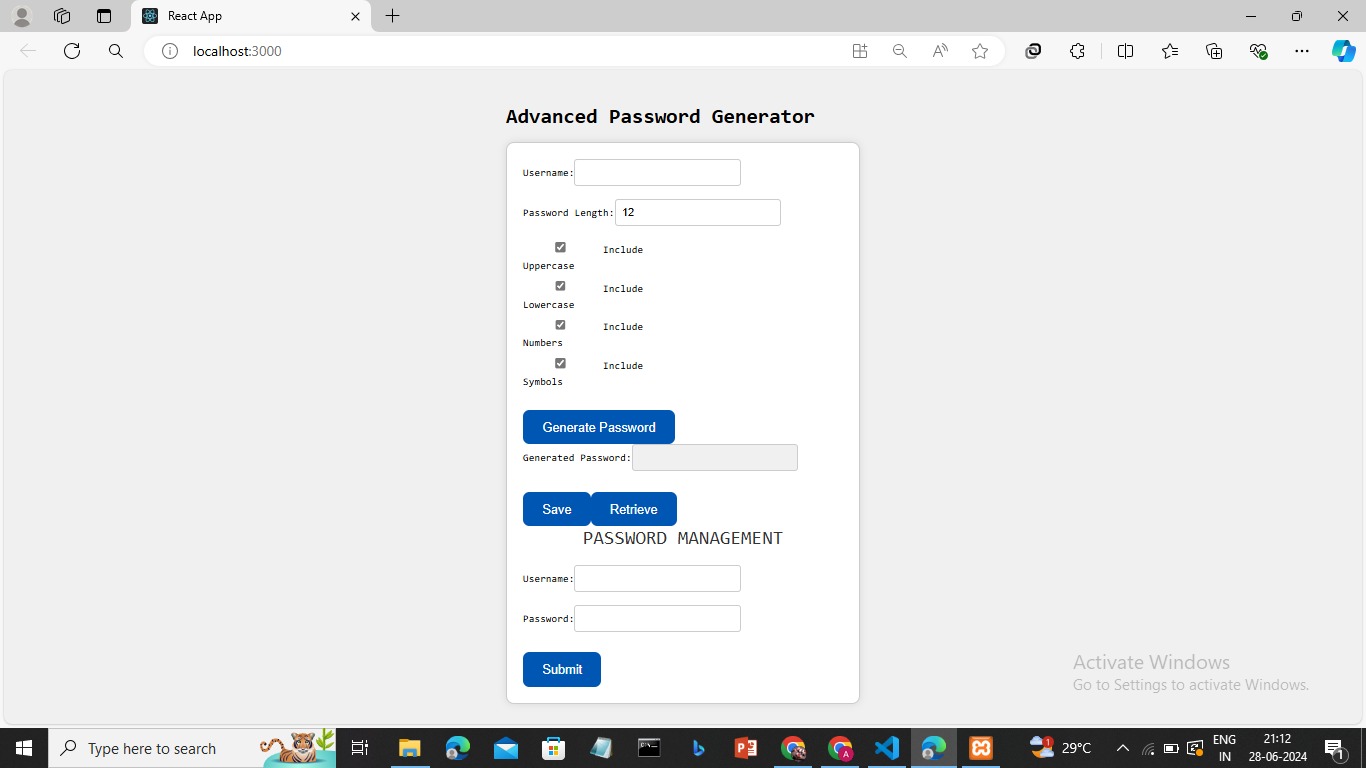 React App
localhost:3000
Advanced Password Generator
Username:
Password Length: 12
Include
Uppercase
Include
Lowercase
Include
Numbers
Include
Symbols
Generate Password
Generated Password:
Save Retrieve
PASSWORD MANAGEMENT
Username:
Password:
Submit
Activate Windows
Go to Settings to activate Windows.
Type here to search
1 29°C
ENG
IN
21:12
28-06-2024
1